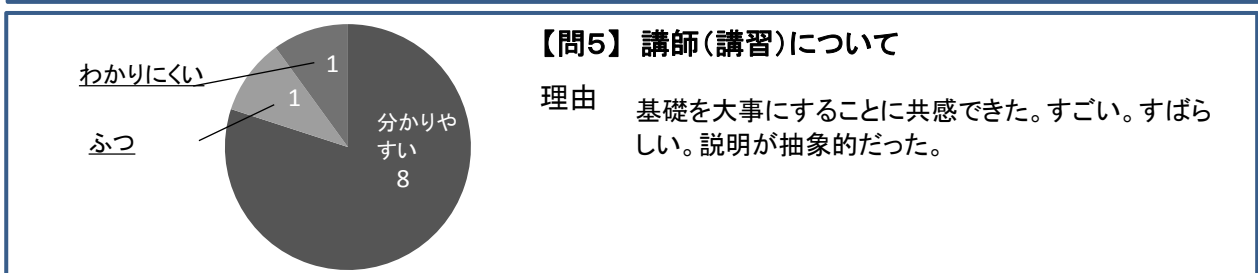 わかりにくい
1
ふつ
1
分かりや
すい
8
【問5】 講師(講習)について
理由
基礎を大事にすることに共感できた。すごい。すばら
しい。説明が抽象的だった。